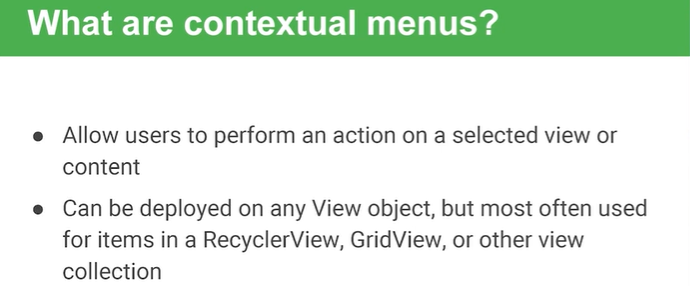 What are contextual menus?
● Allow users to perform an action on a selected view or
content
● Can be deployed on any View object, but most often used
for items in a RecyclerView, GridView, or other view
collection